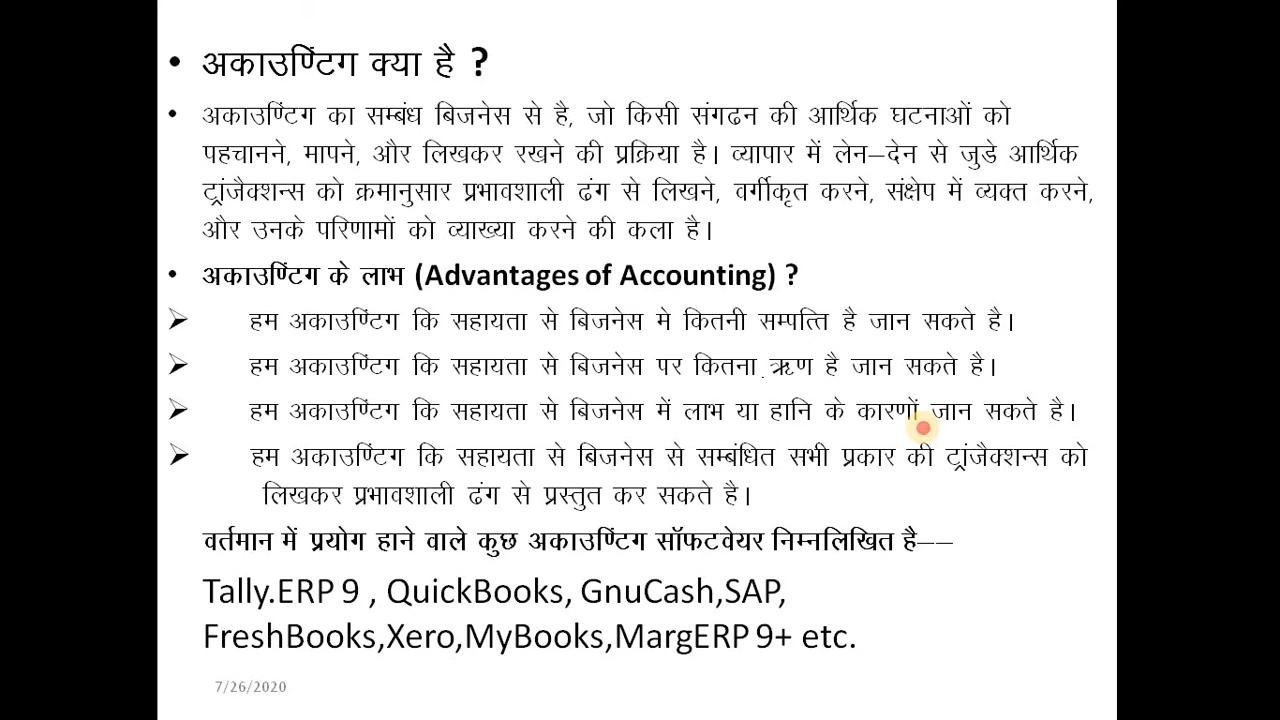 • अकाउण्टिंग क्या है ?
• अकाउण्टिंग का सम्बंध बिजनेस से है, जो किसी संगढन की आर्थिक घटनाओं को
पहचानने, मापने, और लिखकर रखने की प्रक्रिया है। व्यापार में लेन–देन से जुडे आर्थिक
ट्रांजैक्शन्स को क्रमानुसार प्रभावशाली ढंग से लिखने, वर्गीकृत करने, संक्षेप में व्यक्त करने,
और उनके परिणामों को व्याख्या करने की कला है।
• अकाउण्टिंग के लाभ (Advantages of Accounting) ?
➢ हम अकाउण्टिंग कि सहायता से बिजनेस मे कितनी सम्पत्ति है जान सकते है।
➢ हम अकाउण्टिंग कि सहायता से बिजनेस पर कितना ऋण है जान सकते है।
➢ हम अकाउण्टिंग कि सहायता से बिजनेस में लाभ या हानि के कारणों जान सकते है।
➢ हम अकाउण्टिंग कि सहायता से बिजनेस से सम्बंधित सभी प्रकार की ट्रांजैक्शन्स को
लिखकर प्रभावशाली ढंग से प्रस्तुत कर सकते है।
वर्तमान में प्रयोग हाने वाले कुछ अकाउण्टिंग सॉफटवेयर निम्नलिखित है––
Tally.ERP 9 , QuickBooks, GnuCash,SAP,
FreshBooks,Xero,MyBooks,MargERP 9+ etc.
7/26/2020